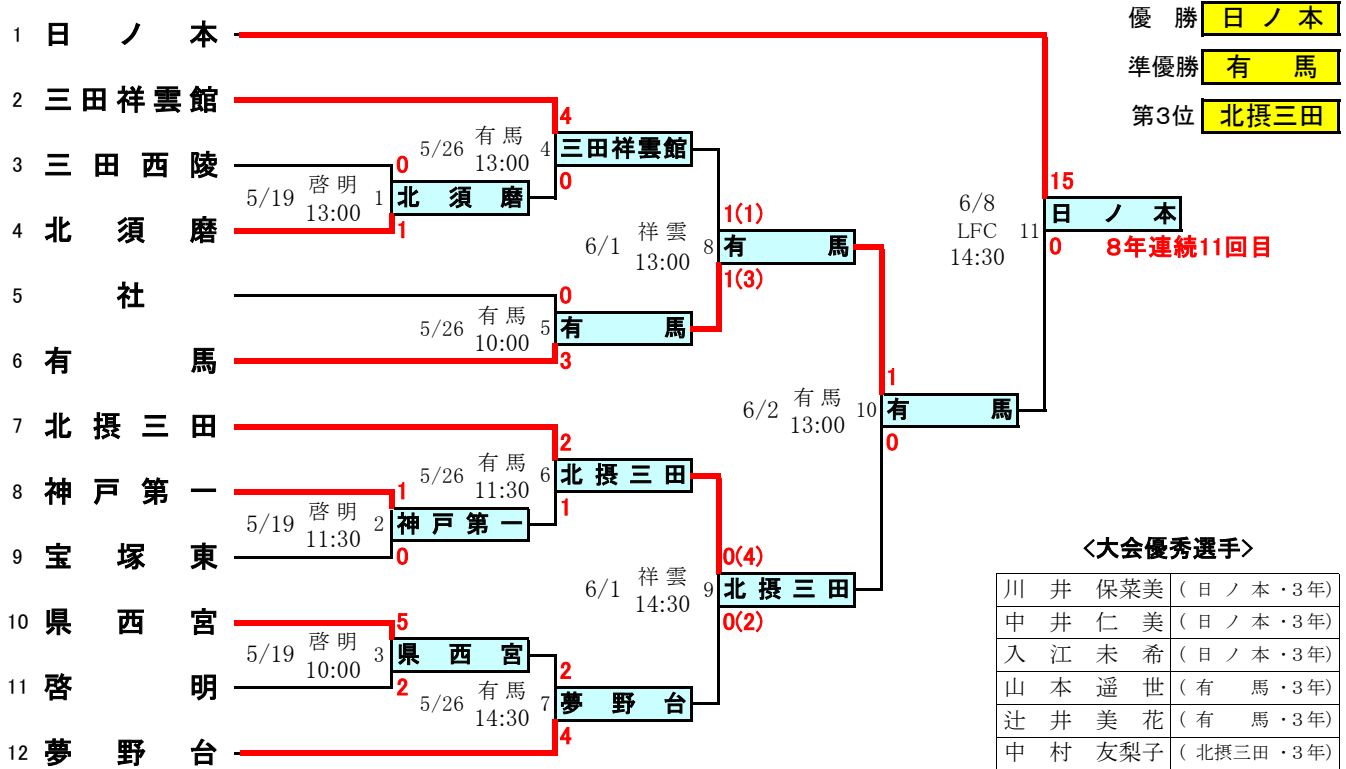 優勝 日ノ本
準優勝 有馬
第3位 北摂三田
1 日ノ本
2 三田祥雲館
3 三田西陵
4 北須磨
5 社
6 有馬
7 北摂三田
8 神戸第一
9 宝塚東
10 県西宮
11 啓明
12 夢野台
5/19 啓明 13:00 1
0
北須磨
1
5/19 啓明 11:30 2
1
神戸第一
0
5/19 啓明 10:00 3
5
県西宮
2
5/26 有馬 13:00 4
4
三田祥雲館
0
5/26 有馬 10:00 5
0
有馬
3
5/26 有馬 11:30 6
2
北摂三田
1
5/26 有馬 14:30 7
2
夢野台
4
6/1 祥雲 13:00 8
1(1)
有馬
1(3)
6/1 祥雲 14:30 9
0(4)
北摂三田
0(2)
6/2 有馬 13:00 10
1
有馬
0
6/8 LFC 14:30 11
15
日ノ本
0
8年連続11回目
<大会優秀選手>
川井保菜美 (日ノ本・3年)
中井仁美 (日ノ本・3年)
入江未希 (日ノ本・3年)
山本遥世 (有馬・3年)
辻井美花 (有馬・3年)
中村友梨子 (北摂三田・3年)